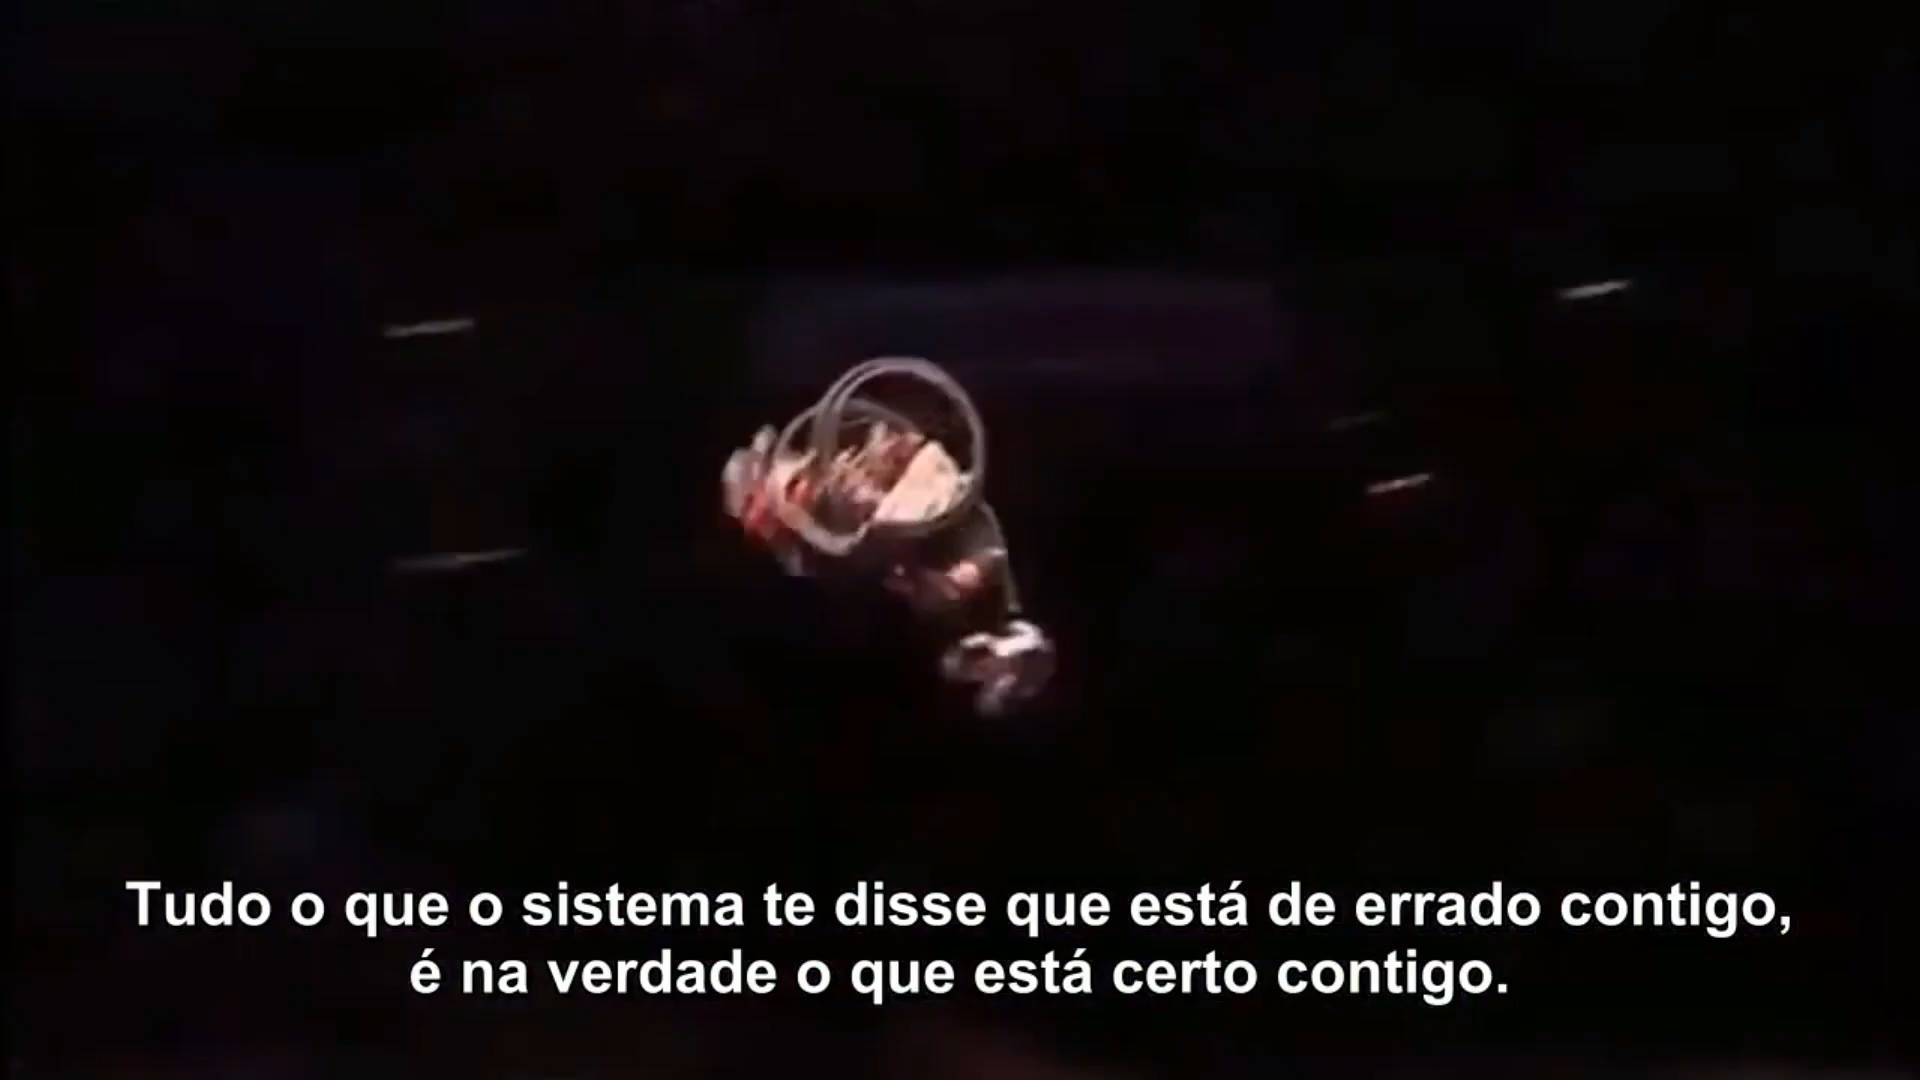 Tudo o que o sistema te disse que está de errado contigo,
é na verdade o que está certo contigo.